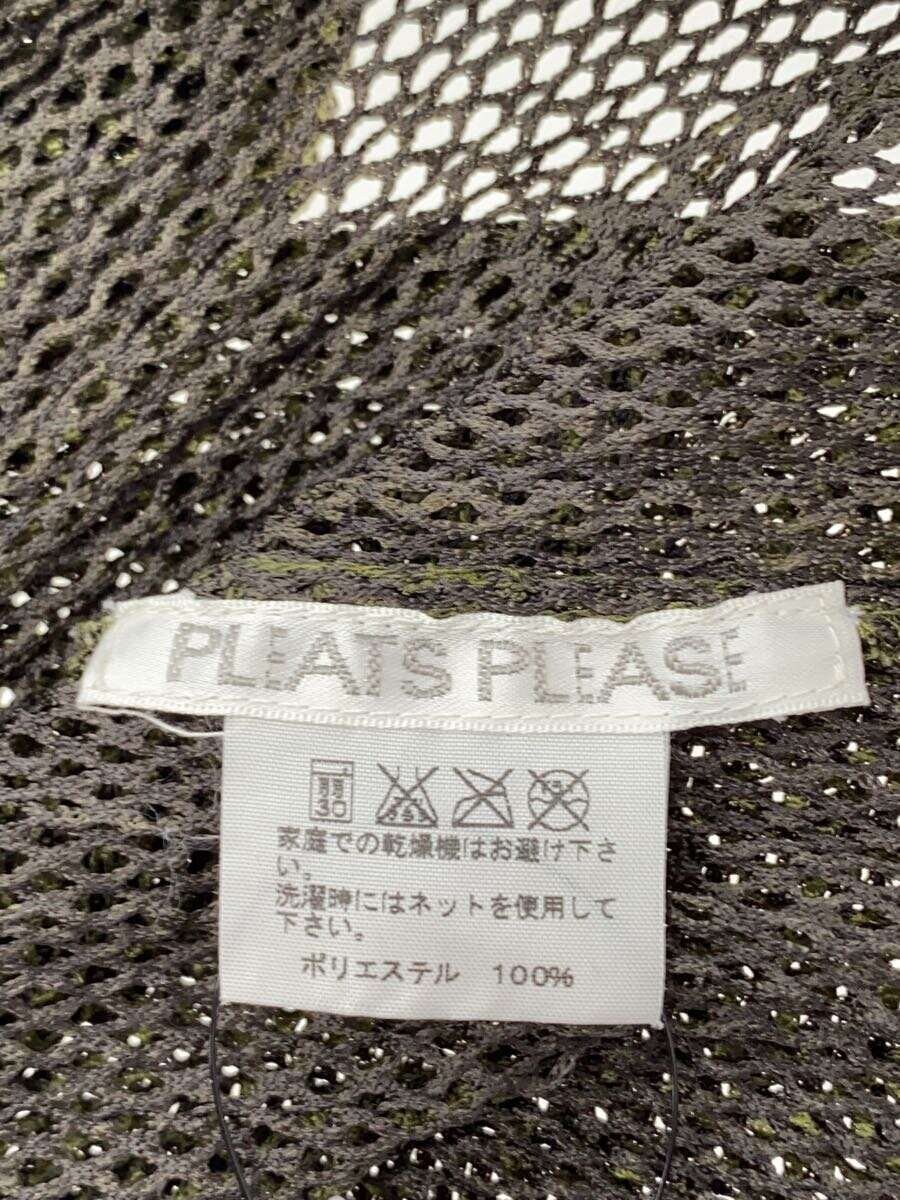 PLEATS PLEASE
30
家庭での乾燥機はお避け下さ
い。
洗濯時にはネットを使用して
下さい。
ポリエステル 100%